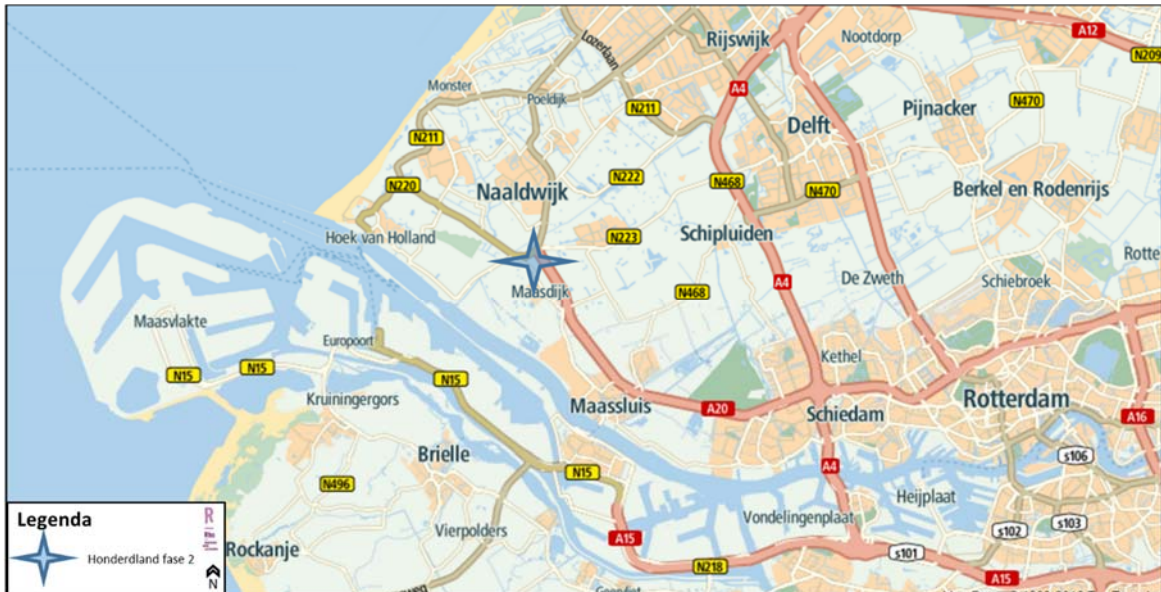 Rijswijk
Nootdorp
A12
N209
Lozerlaan
Monster
Poeldijk
A4
N211
Pijnacker
N470
Delft
N211
N220
Naaldwijk
N222
N468
N470
Berkel en Rodenrijs
Hoek van Holland
N223
Schipluiden
Rotte
De Zweth
Schiebroek
Maasdijk
N468
A4
Maasvlakte
Europoort
Kethel
N15
N15
N15
Kruiningergors
Maassluis
A20
Schiedam
Rotterdam
A16
Brielle
s106
N15
A4
N496
Heijplaat
Legenda
R
Honderdland fase 2
N
Rockanje
Vierpolders
A15
Vondelingenplaat
s102
s103
s101
N218
A15